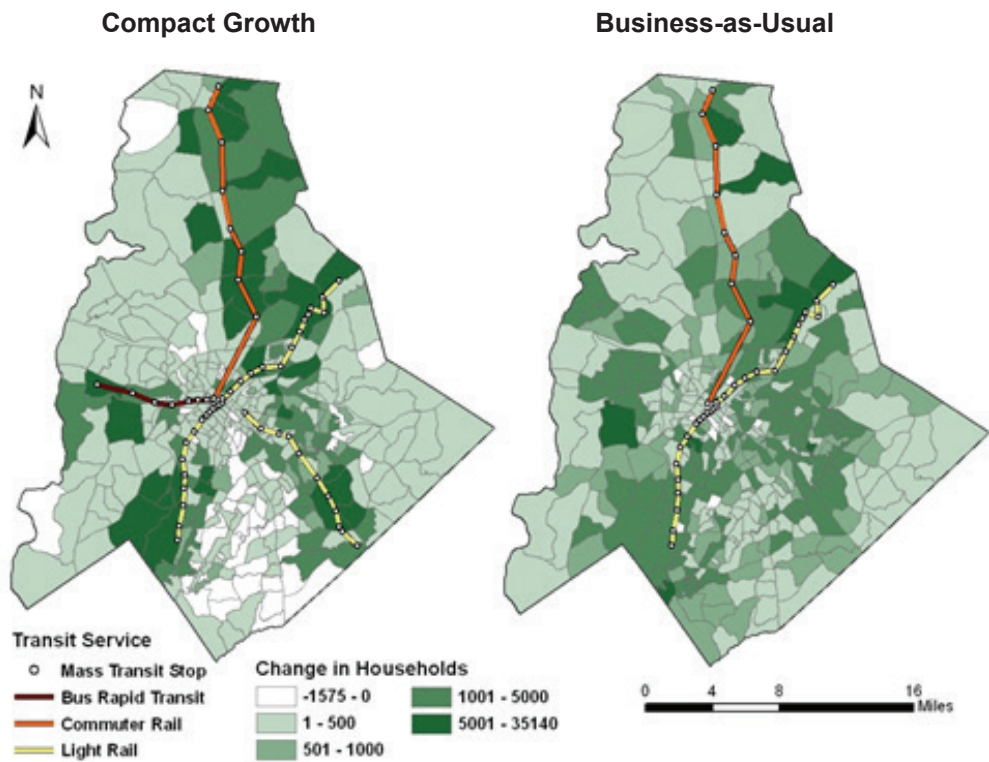 Compact Growth
Business-as-Usual
N
Transit Service
Mass Transit Stop
Bus Rapid Transit
Commuter Rail
Light Rail
Change in Households
-1575 - 0
1 - 500
501 - 1000
1001 - 5000
5001 - 35140
0 4 8 16
Miles